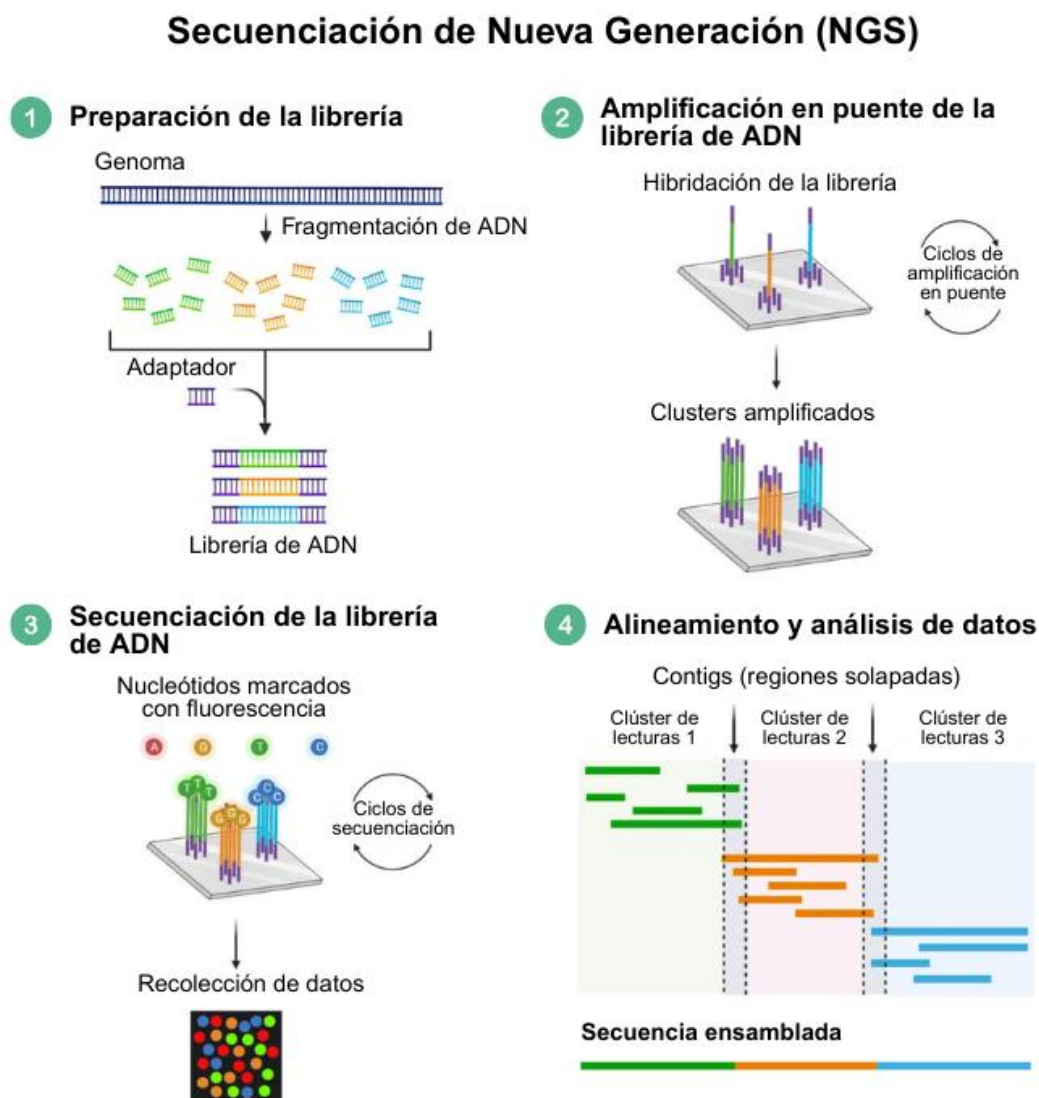 Secuenciación de Nueva Generación (NGS)
1
Preparación de la librería
Genoma
Fragmentación de ADN
Adaptador
Librería de ADN
2
Amplificación en puente de la
librería de ADN
Hibridación de la librería
Ciclos de
amplificación
en puente
Clusters amplificados
3
Secuenciación de la librería
de ADN
Nucleótidos marcados
con fluorescencia
A G T C
T T T
G G G
C C C
Ciclos de
secuenciación
Recolección de datos
4
Alineamiento y análisis de datos
Contigs (regiones solapadas)
Clúster de
lecturas 1
Clúster de
lecturas 2
Clúster de
lecturas 3
Secuencia ensamblada